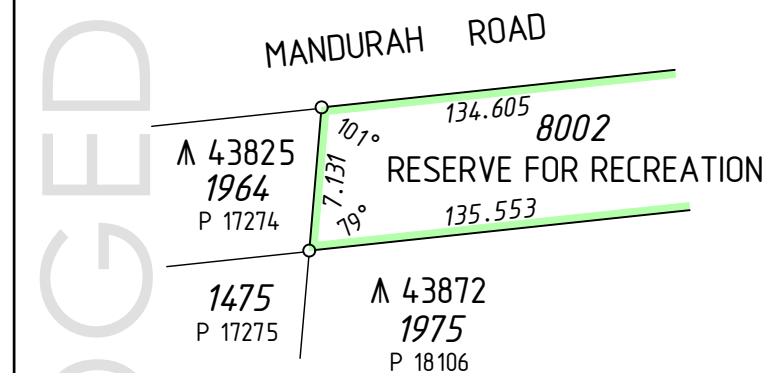 MANDURAH ROAD
134.605
8002
101°
RESERVE FOR RECREATION
7.131
79°
135.553
⩚ 43825
1964
P 17274
1475
P 17275
⩚ 43872
1975
P 18106
OGED